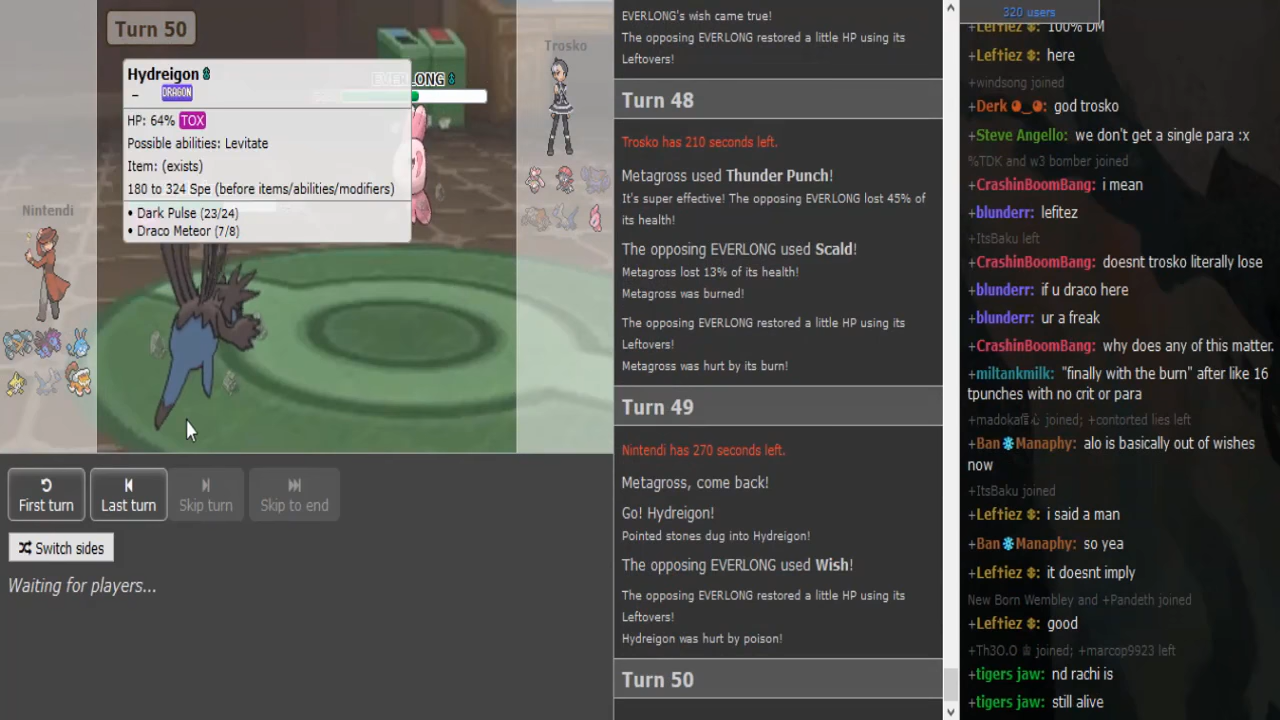 Turn 50
Trosko
Nintendi
Hydreigon
DRAGON
HP: 64% TOX
Possible abilities: Levitate
Item: (exists)
180 to 324 Spe (before items/abilities/modifiers)
• Dark Pulse (23/24)
• Draco Meteor (7/8)
First turn
Last turn
Skip turn
Skip to end
Switch sides
Waiting for players...
EVERLONG's wish came true!
The opposing EVERLONG restored a little HP using its
Leftovers!
Turn 48
Trosko has 210 seconds left.
Metagross used Thunder Punch!
It's super effective! The opposing EVERLONG lost 45% of
its health!
The opposing EVERLONG used Scald!
Metagross lost 13% of its health!
Metagross was burned!
The opposing EVERLONG restored a little HP using its
Leftovers!
Metagross was hurt by its burn!
Turn 49
Nintendi has 270 seconds left.
Metagross, come back!
Go! Hydreigon!
Pointed stones dug into Hydreigon!
The opposing EVERLONG used Wish!
The opposing EVERLONG restored a little HP using its
Leftovers!
Hydreigon was hurt by poison!
Turn 50
320 users
+Leftiez: 100% DM
+Leftiez: here
+windsong joined
+Derk: god trosko
+Steve Angello: we don't get a single para :x
%TDK and w3 bomber joined
+CrashinBoomBang: i mean
+blunderr: lefitez
+ItsBaku left
+CrashinBoomBang: doesnt trosko literally lose
+blunderr: if u draco here
+blunderr: ur a freak
+CrashinBoomBang: why does any of this matter.
+miltankmilk: "finally with the burn" after like 16
tpunches with no crit or para
joined; +contorted lies left
+Ban Manaphy: alo is basically out of wishes
now
+ItsBaku joined
+Leftiez: i said a man
+Ban Manaphy: so yea
+Leftiez: it doesnt imply
New Born Wembley and +Pandeth joined
+Leftiez: good
+Th3O.O joined; +marcop9923 left
+tigers jaw: nd rachi is
+tigers jaw: still alive